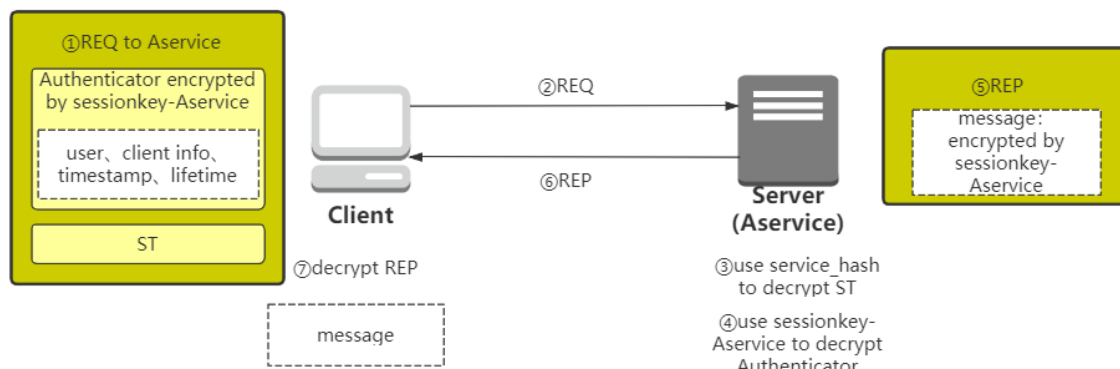 ①REQ to Aservice
Authenticator encrypted
by sessionkey-Aservice
user、client info、
timestamp、lifetime
ST
②REQ
⑥REP
Client
Server
(Aservice)
⑤REP
message：
encrypted by
sessionkey-
Aservice
⑦decrypt REP
message
③use service_hash
to decrypt ST
④use sessionkey-
Aservice to decrypt
Authenticator